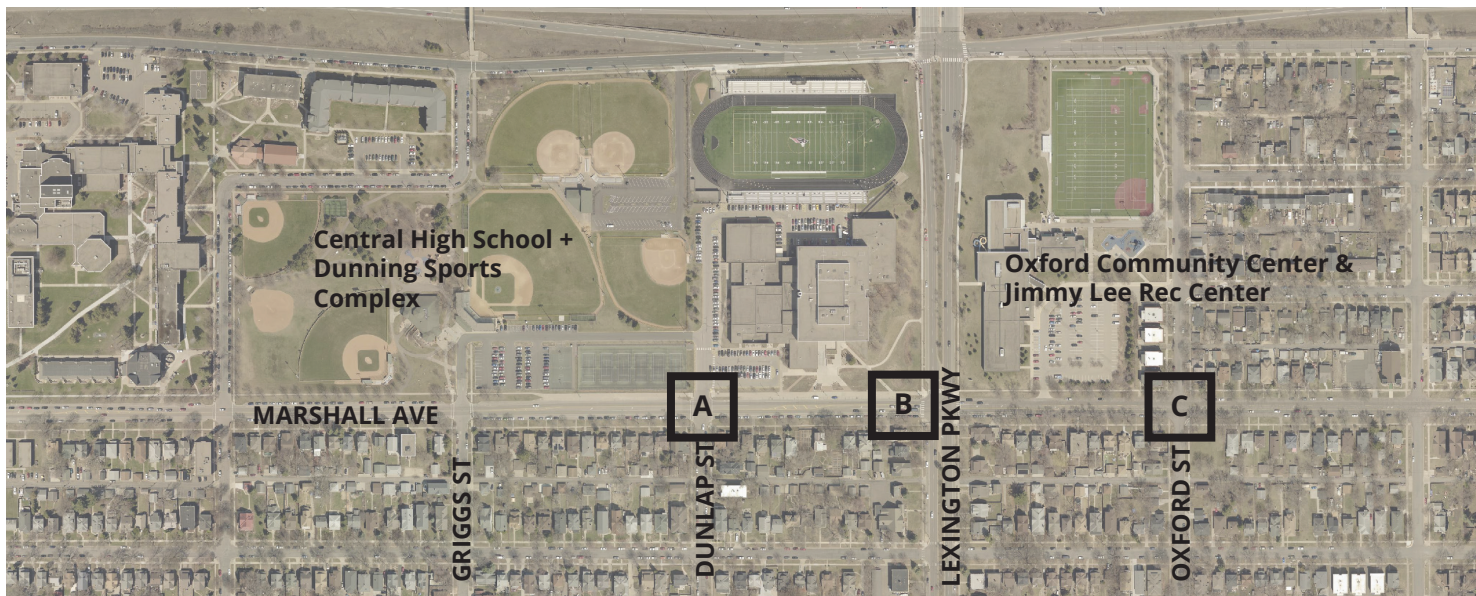 Central High School +
Dunning Sports
Complex
Oxford Community Center &
Jimmy Lee Rec Center
MARSHALL AVE
A
B
C
GRIGGS ST
DUNLAP ST
LEXINGTON PKWY
OXFORD ST